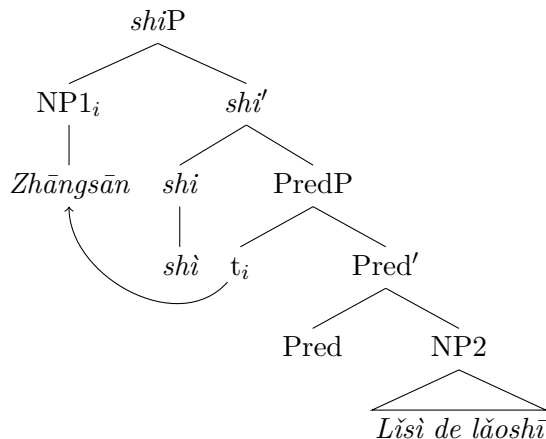 shiP
NP1i shi′
Zhāngsān shi PredP
shì ti Pred′
Pred NP2
Lǐsì de lǎoshī